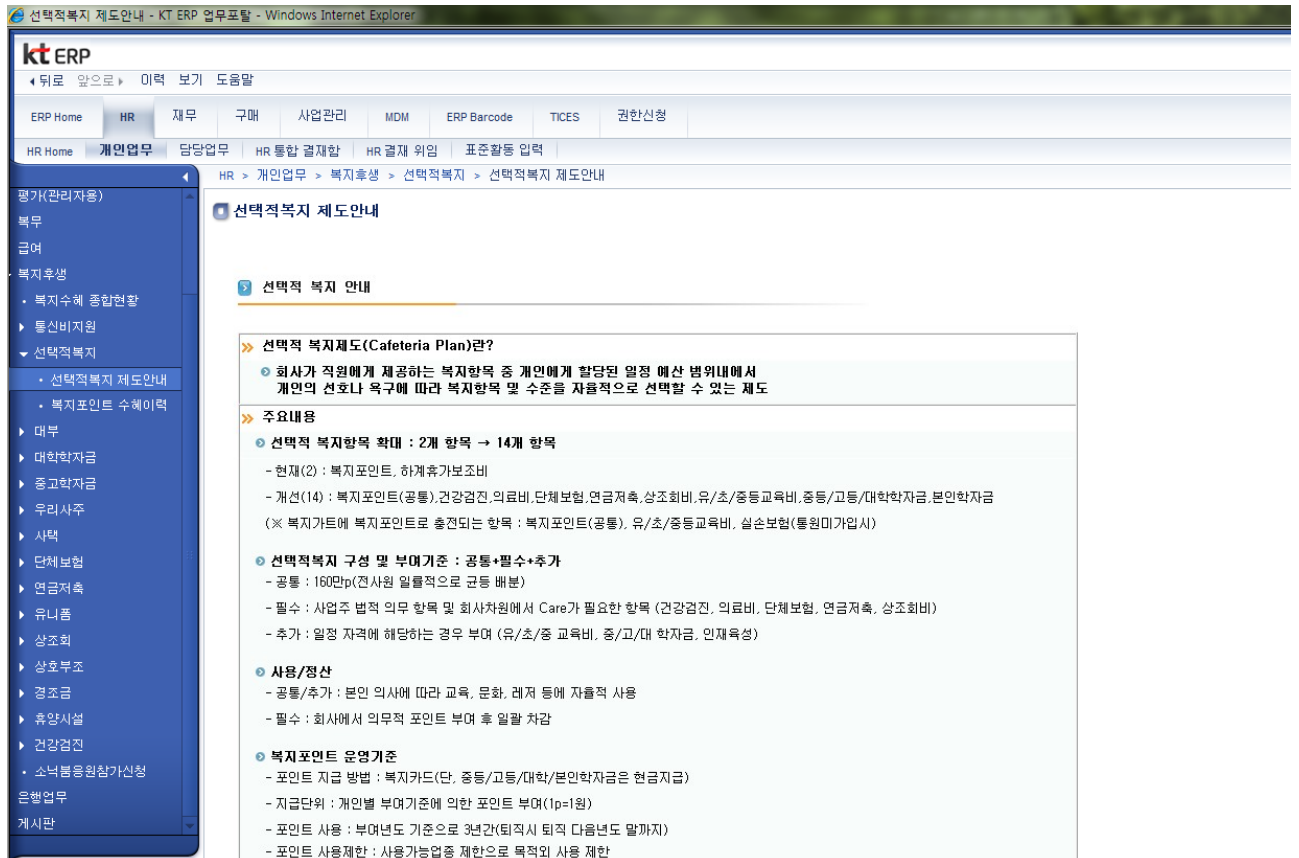 선택적복지 제도안내 - KT ERP 업무포탈 - Windows Internet Explorer
kt ERP
뒤로 앞으로 이력 보기 도움말
ERP Home HR 재무 구매 사업관리 MDM ERP Barcode TICES 권한신청
HR Home 개인업무 담당업무 HR 통합 결재함 HR 결재 위임 표준활동 입력
HR > 개인업무 > 복지후생 > 선택적복지 > 선택적복지 제도안내
평가(관리자용)
복무
급여
복지후생
복지수혜 종합현황
통신비지원
선택적복지
선택적복지 제도안내
복지포인트 수혜이력
대부
대학학자금
중고학자금
우리사주
사택
단체보험
연금저축
유니폼
상조회
상호부조
경조금
휴양시설
건강검진
소닉붐응원참가신청
은행업무
게시판
선택적복지 제도안내
선택적 복지 안내
선택적 복지제도(Cafeteria Plan)란?
회사가 직원에게 제공하는 복지항목 중 개인에게 할당된 일정 예산 범위내에서
개인의 선호나 욕구에 따라 복지항목 및 수준을 자율적으로 선택할 수 있는 제도
주요내용
선택적 복지항목 확대 : 2개 항목 → 14개 항목
- 현재(2) : 복지포인트, 하계휴가보조비
- 개선(14) : 복지포인트(공통),건강검진,의료비,단체보험,연금저축,상조회비,유/초/중등교육비,중등/고등/대학학자금,본인학자금
(※ 복지카트에 복지포인트로 충전되는 항목 : 복지포인트(공통), 유/초/중등교육비, 실손보험(통원미가입시)
선택적복지 구성 및 부여기준 : 공통+필수+추가
- 공통 : 160만p(전사원 일률적으로 균등 배분)
- 필수 : 사업주 법적 의무 항목 및 회사차원에서 Care가 필요한 항목 (건강검진, 의료비, 단체보험, 연금저축, 상조회비)
- 추가 : 일정 자격에 해당하는 경우 부여 (유/초/중 교육비, 중/고/대 학자금, 인재육성)
사용/정산
- 공통/추가 : 본인 의사에 따라 교육, 문화, 레저 등에 자율적 사용
- 필수 : 회사에서 의무적 포인트 부여 후 일괄 차감
복지포인트 운영기준
- 포인트 지급 방법 : 복지카드(단, 중등/고등/대학/본인학자금은 현금지급)
- 지급단위 : 개인별 부여기준에 의한 포인트 부여(1p=1원)
- 포인트 사용 : 부여년도 기준으로 3년간(퇴직시 퇴직 다음년도 말까지)
- 포인트 사용제한 : 사용가능업종 제한으로 목적외 사용 제한